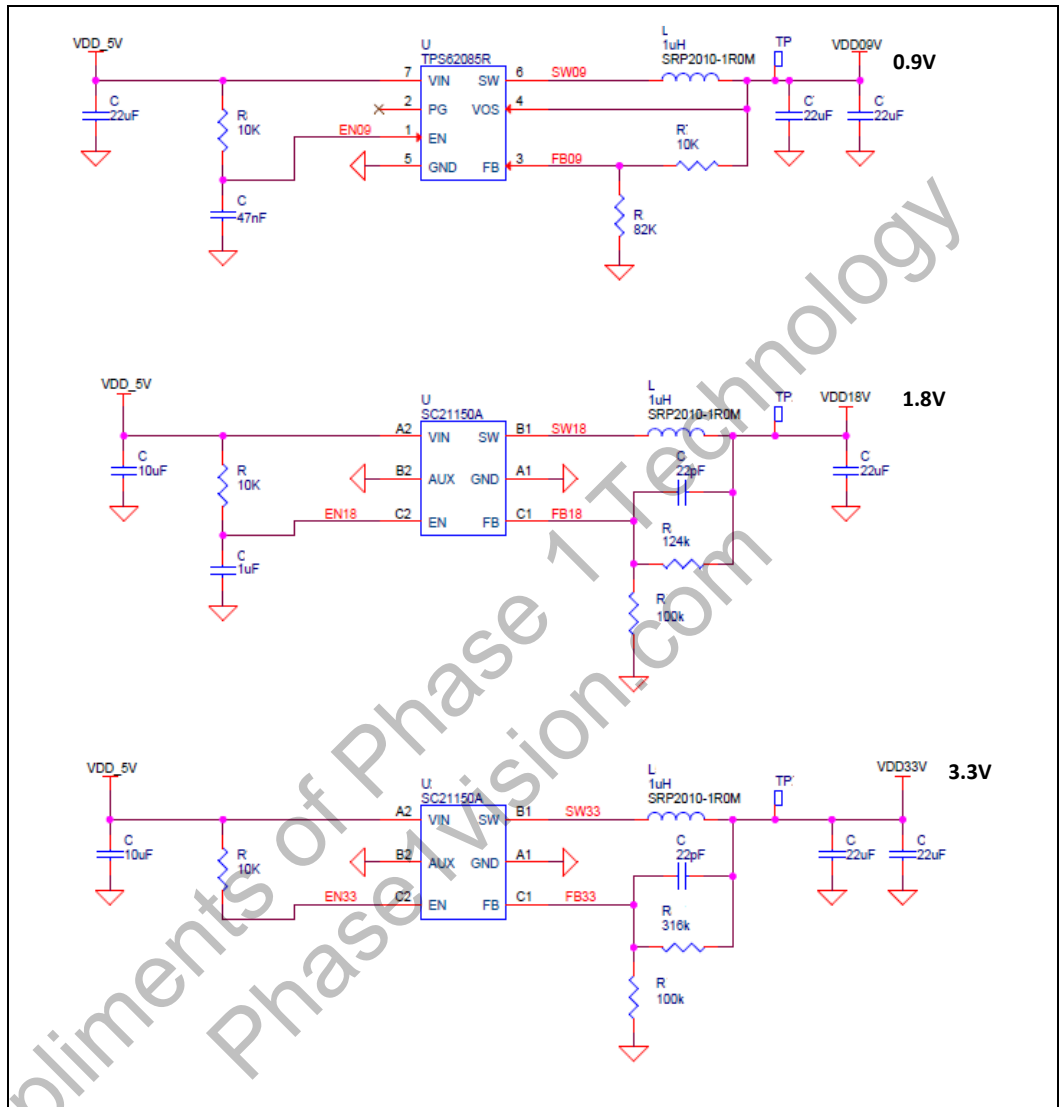 VDD_5V
C
22uF
R
10K
C
47nF
EN09
U
TPS62085R
7 VIN SW 6
2 PG VOS 4
1 EN
5 GND FB 3
SW09
FB09
L
1uH
SRP2010-1R0M
R
10K
R
82K
TP
C
22uF
VDD09V
C
22uF
0.9V
VDD_5V
C
10uF
R
10K
C
1uF
EN18
U
SC21150A
A2 VIN SW B1
B2 AUX GND A1
C2 EN FB C1
SW18
FB18
L
1uH
SRP2010-1R0M
C
22pF
R
124k
R
100k
TP
VDD18V
C
22uF
1.8V
VDD_5V
C
10uF
R
10K
EN33
U
SC21150A
A2 VIN SW B1
B2 AUX GND A1
C2 EN FB C1
SW33
FB33
L
1uH
SRP2010-1R0M
C
22pF
R
316k
R
100k
TP
VDD33V
C
22uF
C
22uF
3.3V
pliments of Phase 1 Technology
Phase1vision.com